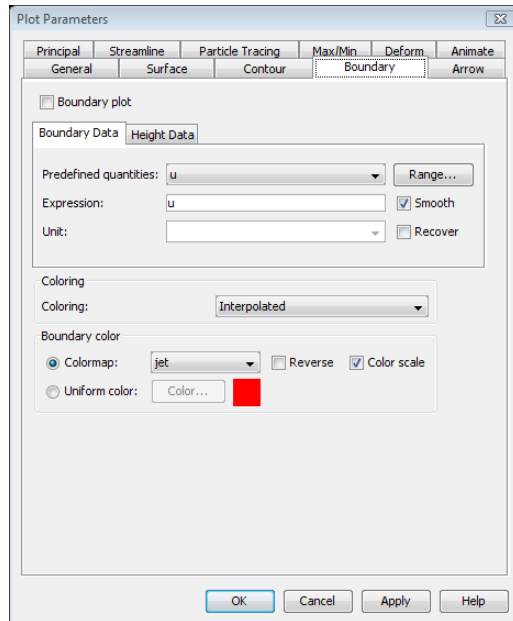 Plot Parameters
Principal Streamline Particle Tracing Max/Min Deform Animate
General Surface Contour Boundary Arrow
Boundary plot
Boundary Data Height Data
Predefined quantities: u Range...
Expression: u Smooth
Unit: Recover
Coloring
Coloring: Interpolated
Boundary color
Colormap: jet Reverse Color scale
Uniform color: Color...
OK Cancel Apply Help